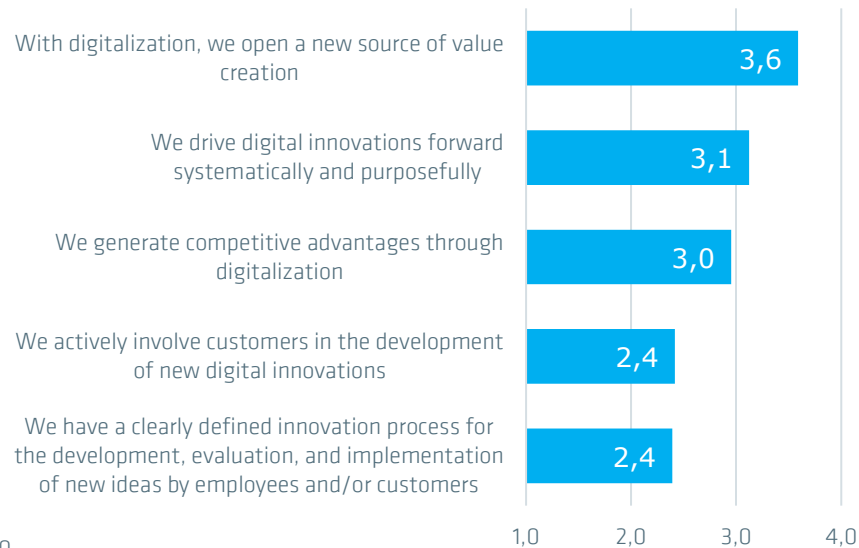 With digitalization, we open a new source of value
creation
3,6
We drive digital innovations forward
systematically and purposefully
3,1
We generate competitive advantages through
digitalization
3,0
We actively involve customers in the development
of new digital innovations
2,4
We have a clearly defined innovation process for
the development, evaluation, and implementation
of new ideas by employees and/or customers
2,4
1,0 2,0 3,0 4,0